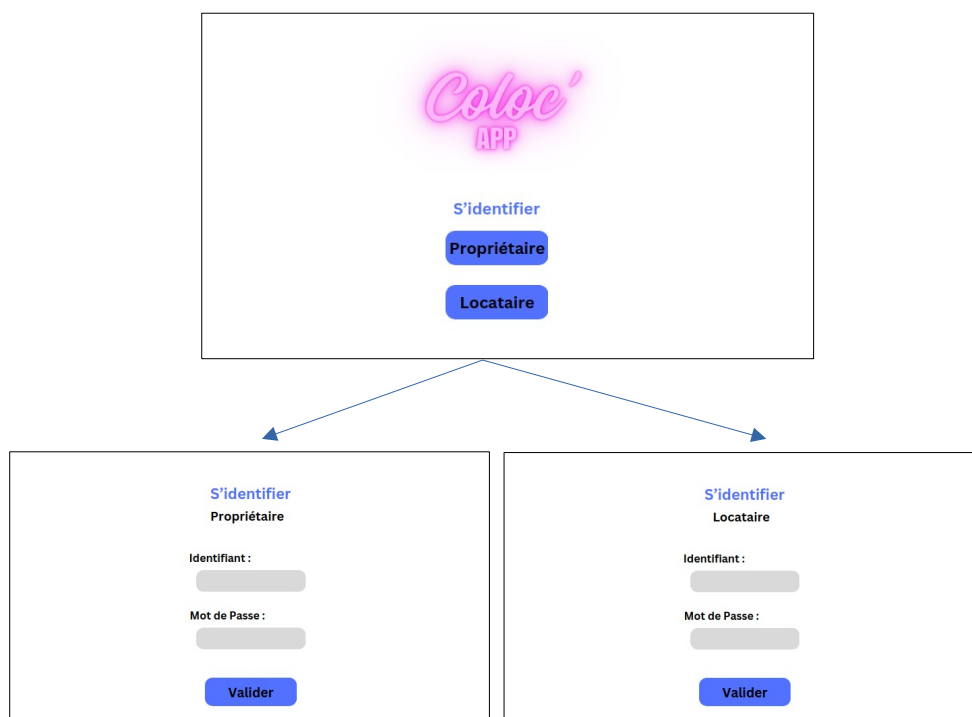 Coloc'
APP
S'identifier
Propriétaire
Locataire
S'identifier
Propriétaire
Identifiant :
Mot de Passe :
Valider
S'identifier
Locataire
Identifiant :
Mot de Passe :
Valider